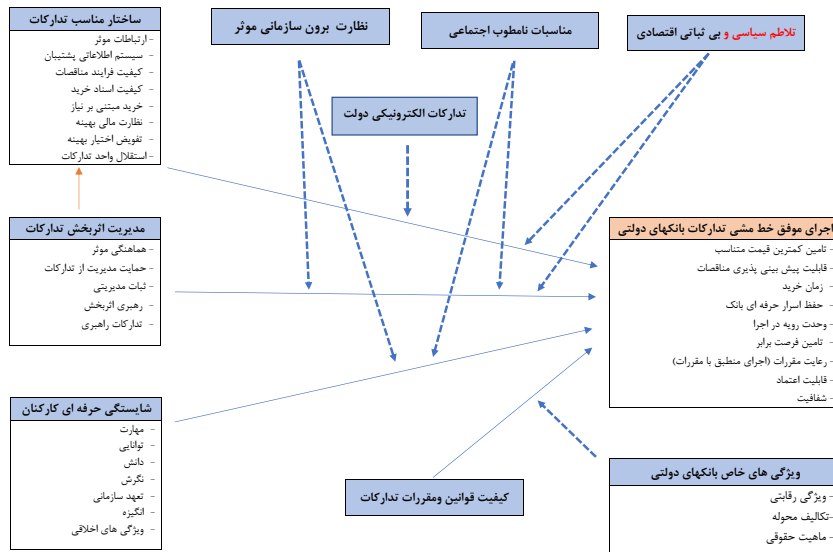 ساختار مناسب تدارکات
- ارتباطات موثر
- سیستم اطلاعاتی پشتیبان
- کیفیت فرایند مناقصات
- کیفیت اسناد خرید
- خرید مبتنی بر نیاز
- نظارت مالی بهینه
- تفویض اختیار بهینه
- استقلال واحد تدارکات
نظارت برون سازمانی موثر
مناسبات نامطلوب اجتماعی
تلاطم سیاسی و بی ثباتی اقتصادی
تدارکات الکترونیکی دولت
مدیریت اثربخش تدارکات
- هماهنگی موثر
- حمایت مدیریت از تدارکات
- ثبات مدیریتی
- رهبری اثربخش
- تدارکات راهبری
اجرای موفق خط مشی تدارکات بانکهای دولتی
- تامین کمترین قیمت متناسب
- قابلیت پیش بینی پذیری مناقصات
- زمان خرید
- حفظ اسرار حرفه ای بانک
- وحدت رویه در اجرا
- تامین فرصت برابر
- رعایت مقررات (اجرای منطبق با مقررات)
- قابلیت اعتماد
- شفافیت
شایستگی حرفه ای کارکنان
- مهارت
- توانایی
- دانش
- نگرش
- تعهد سازمانی
- انگیزه
- ویژگی های اخلاقی
کیفیت قوانین ومقررات تدارکات
ویژگی های خاص بانکهای دولتی
- ویژگی رقابتی
-تکالیف محوله
- ماهیت حقوقی